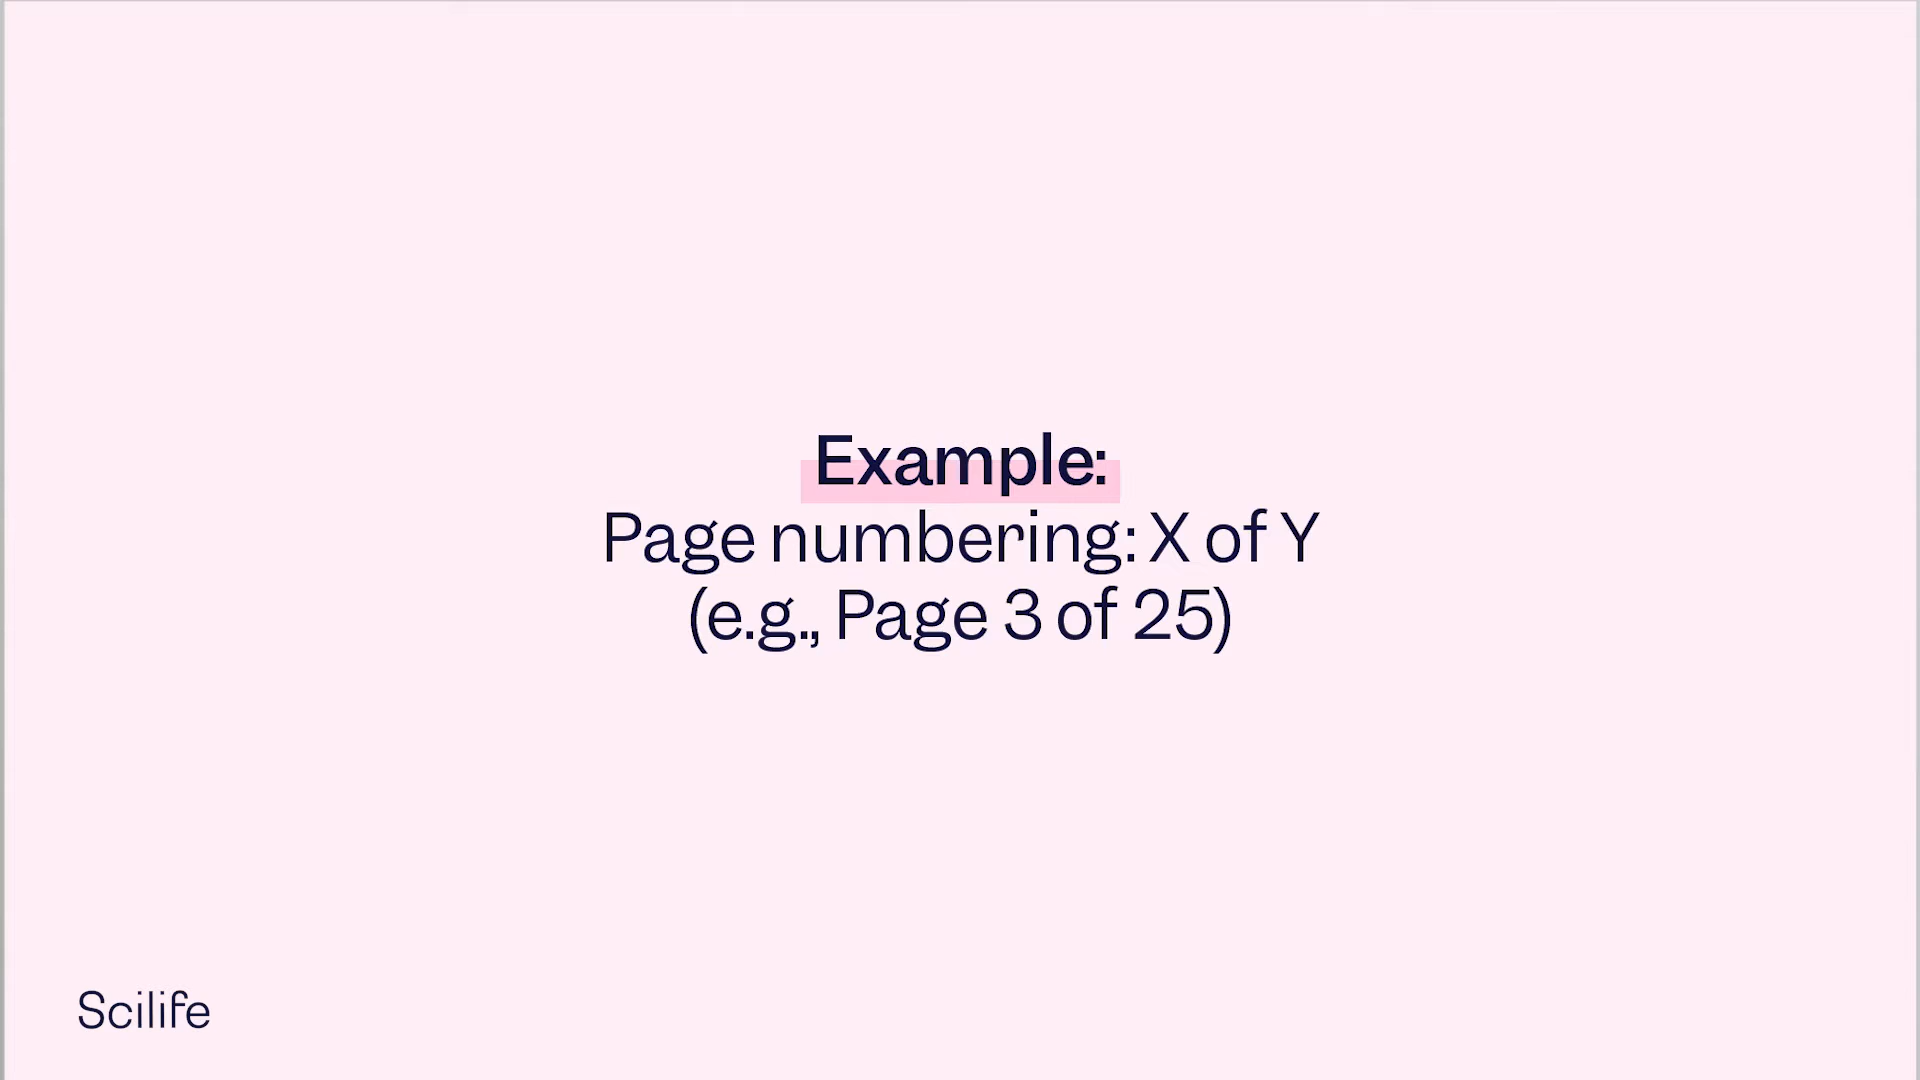 Example:
Page numbering: X of Y
(e.g., Page 3 of 25)
Scilife